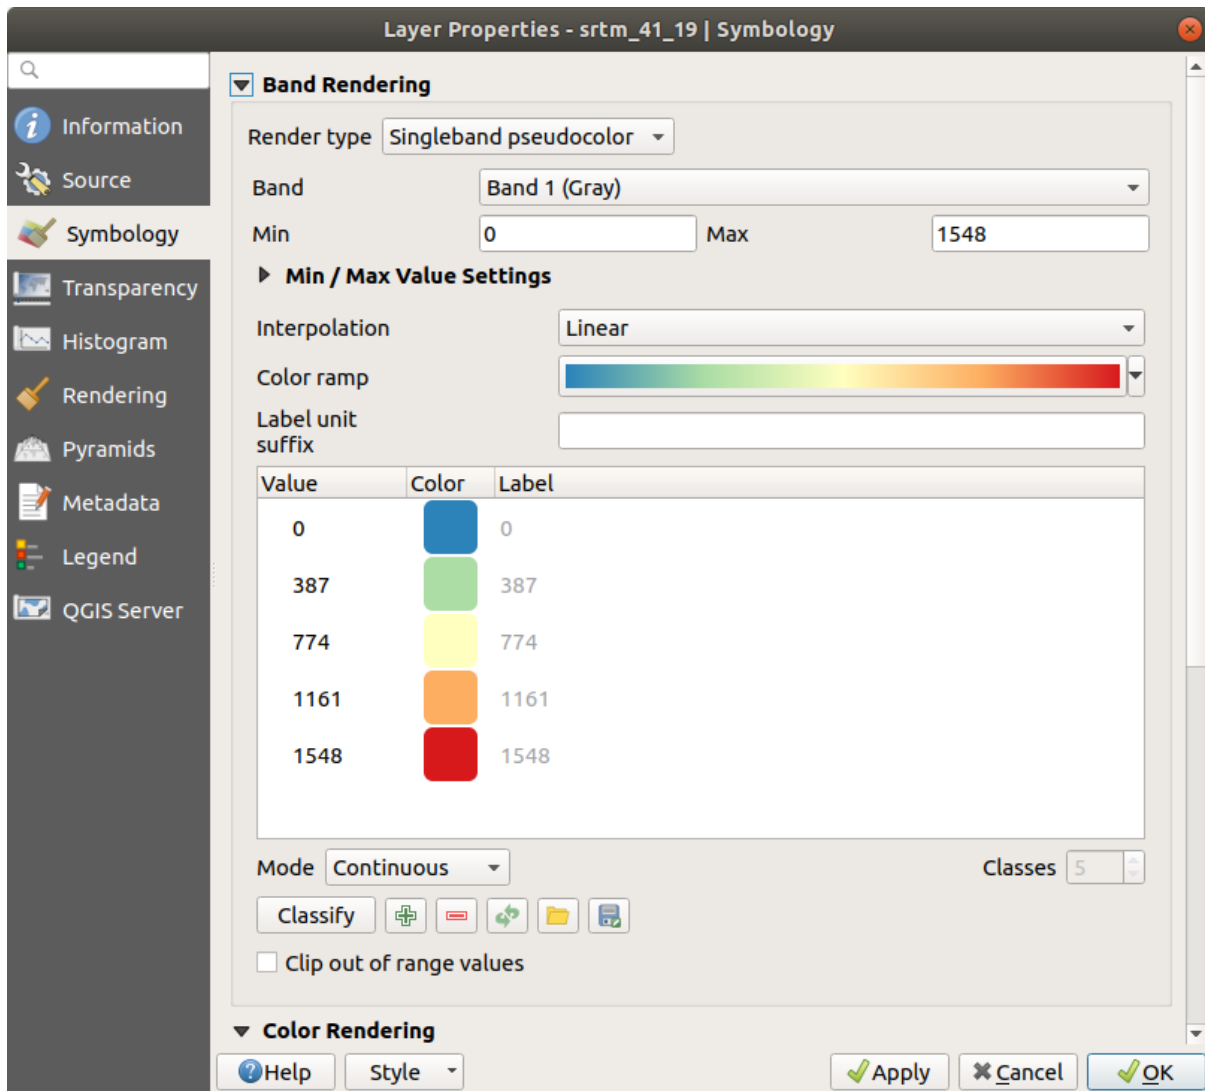 Layer Properties - srtm_41_19 | Symbology
Information
Source
Symbology
Transparency
Histogram
Rendering
Pyramids
Metadata
Legend
QGIS Server
Band Rendering
Render type Singleband pseudocolor
Band Band 1 (Gray)
Min 0 Max 1548
Min / Max Value Settings
Interpolation Linear
Color ramp
Label unit
suffix
Value Color Label
0 0
387 387
774 774
1161 1161
1548 1548
Mode Continuous Classes 5
Classify
Clip out of range values
Color Rendering
Help Style Apply Cancel OK